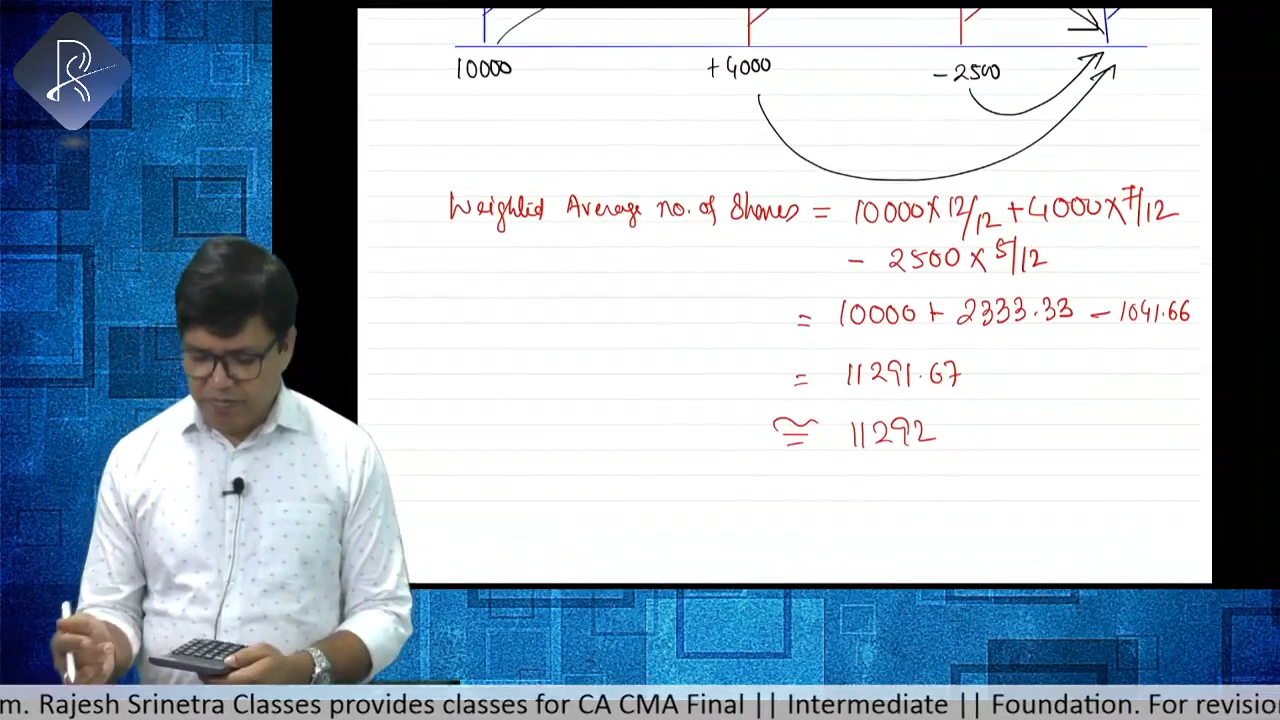 10000 +4000 -2500
Weighted Average no. of Shares = 10000 x 12/12 + 4000 x 7/12
- 2500 x 5/12
= 10000 + 2333.33 - 1041.66
= 11291.67
≅ 11292
m. Rajesh Srinetra Classes provides classes for CA CMA Final || Intermediate || Foundation. For revisio